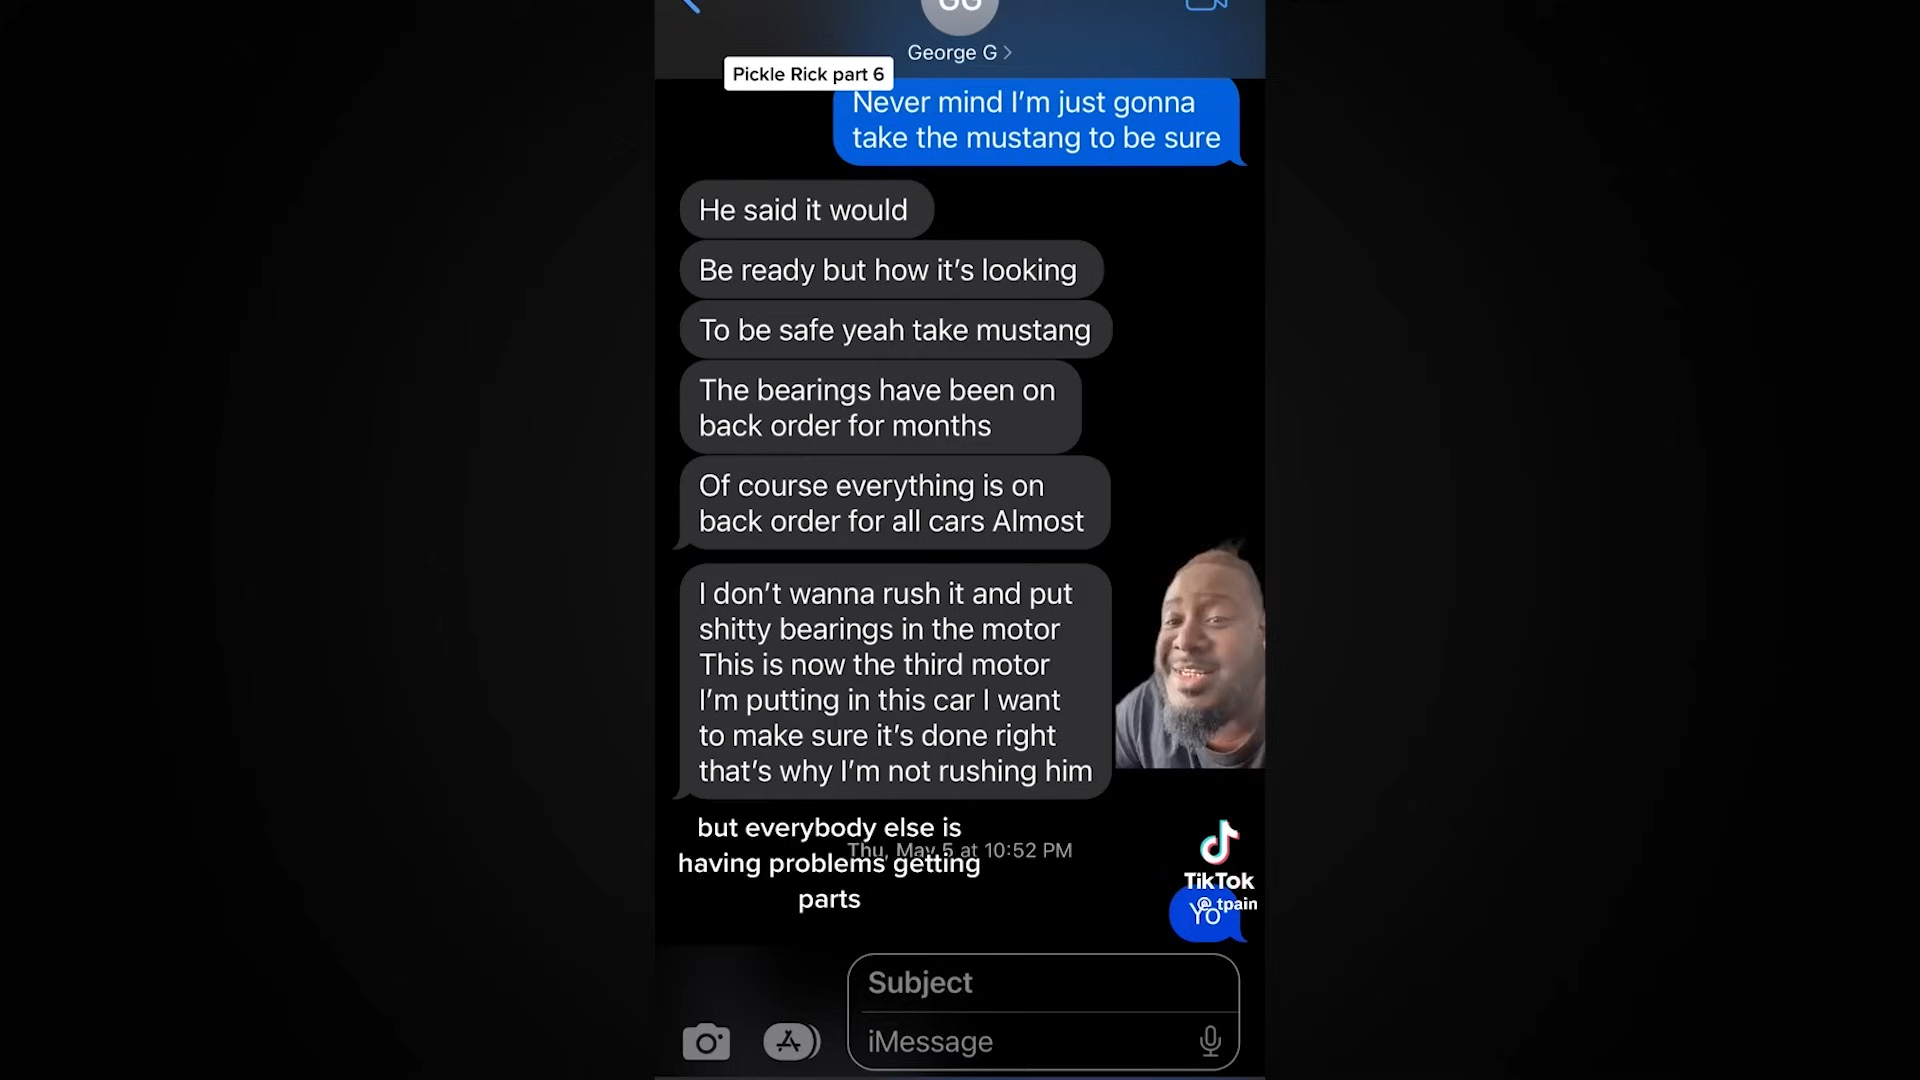 GG
George G
Pickle Rick part 6
Never mind I'm just gonna
take the mustang to be sure
He said it would
Be ready but how it's looking
To be safe yeah take mustang
The bearings have been on
back order for months
Of course everything is on
back order for all cars Almost
I don't wanna rush it and put
shitty bearings in the motor
This is now the third motor
I'm putting in this car I want
to make sure it's done right
that's why I'm not rushing him
but everybody else is
having problems getting
parts
Thu, May 5 at 10:52 PM
TikTok
@tpain
Yo
Subject
iMessage